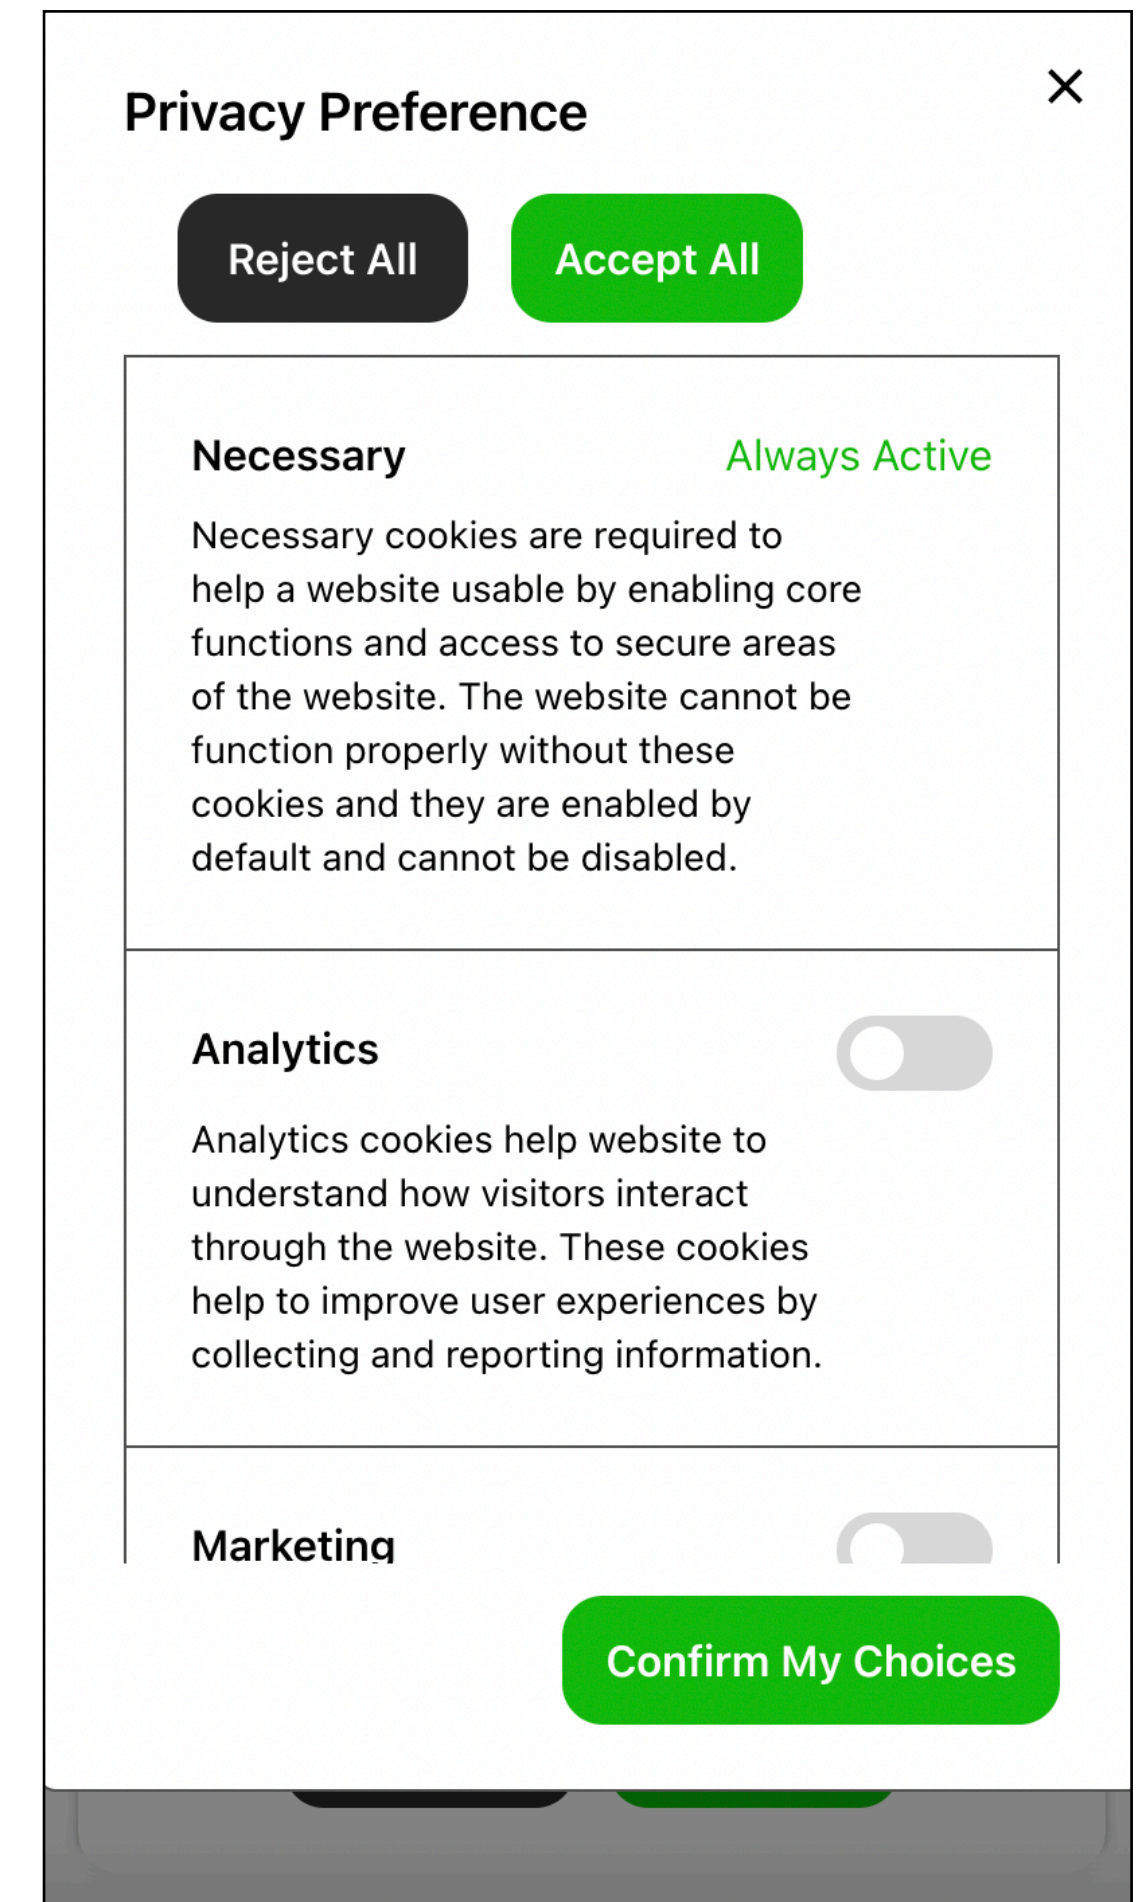 Privacy Preference
Reject All
Accept All
Necessary
Always Active
Necessary cookies are required to
help a website usable by enabling core
functions and access to secure areas
of the website. The website cannot be
function properly without these
cookies and they are enabled by
default and cannot be disabled.
Analytics
Analytics cookies help website to
understand how visitors interact
through the website. These cookies
help to improve user experiences by
collecting and reporting information.
Marketing
Confirm My Choices